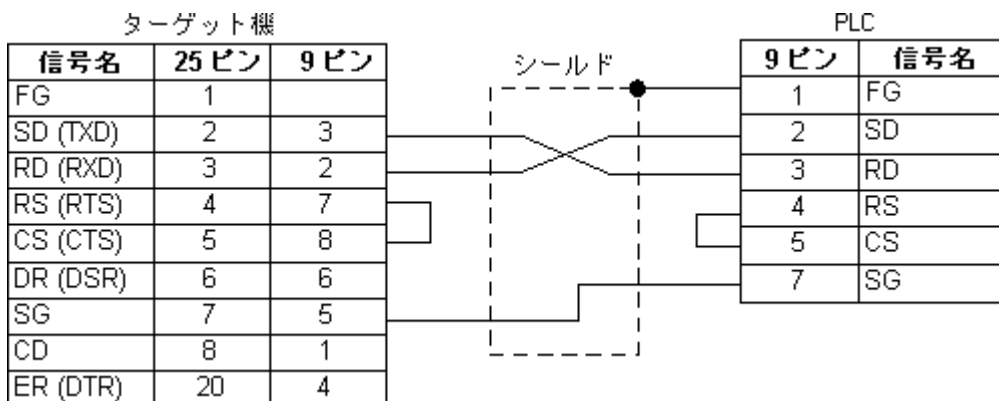 ターゲット機
信号名 25ピン 9ピン
FG 1
SD (TXD) 2 3
RD (RXD) 3 2
RS (RTS) 4 7
CS (CTS) 5 8
DR (DSR) 6 6
SG 7 5
CD 8 1
ER (DTR) 20 4
シールド
PLC
9ピン 信号名
1 FG
2 SD
3 RD
4 RS
5 CS
7 SG